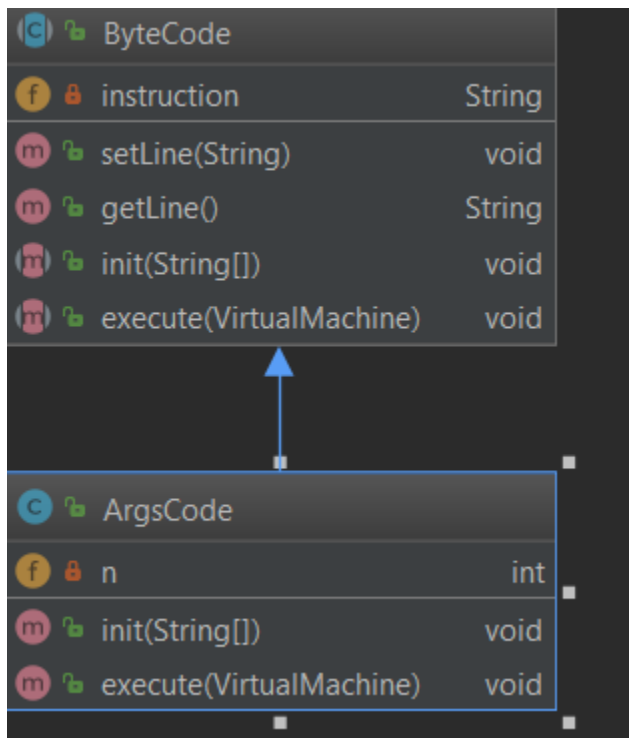 C ByteCode
f instruction String
m setLine(String) void
m getLine() String
m init(String[]) void
m execute(VirtualMachine) void
C ArgsCode
f n int
m init(String[]) void
m execute(VirtualMachine) void